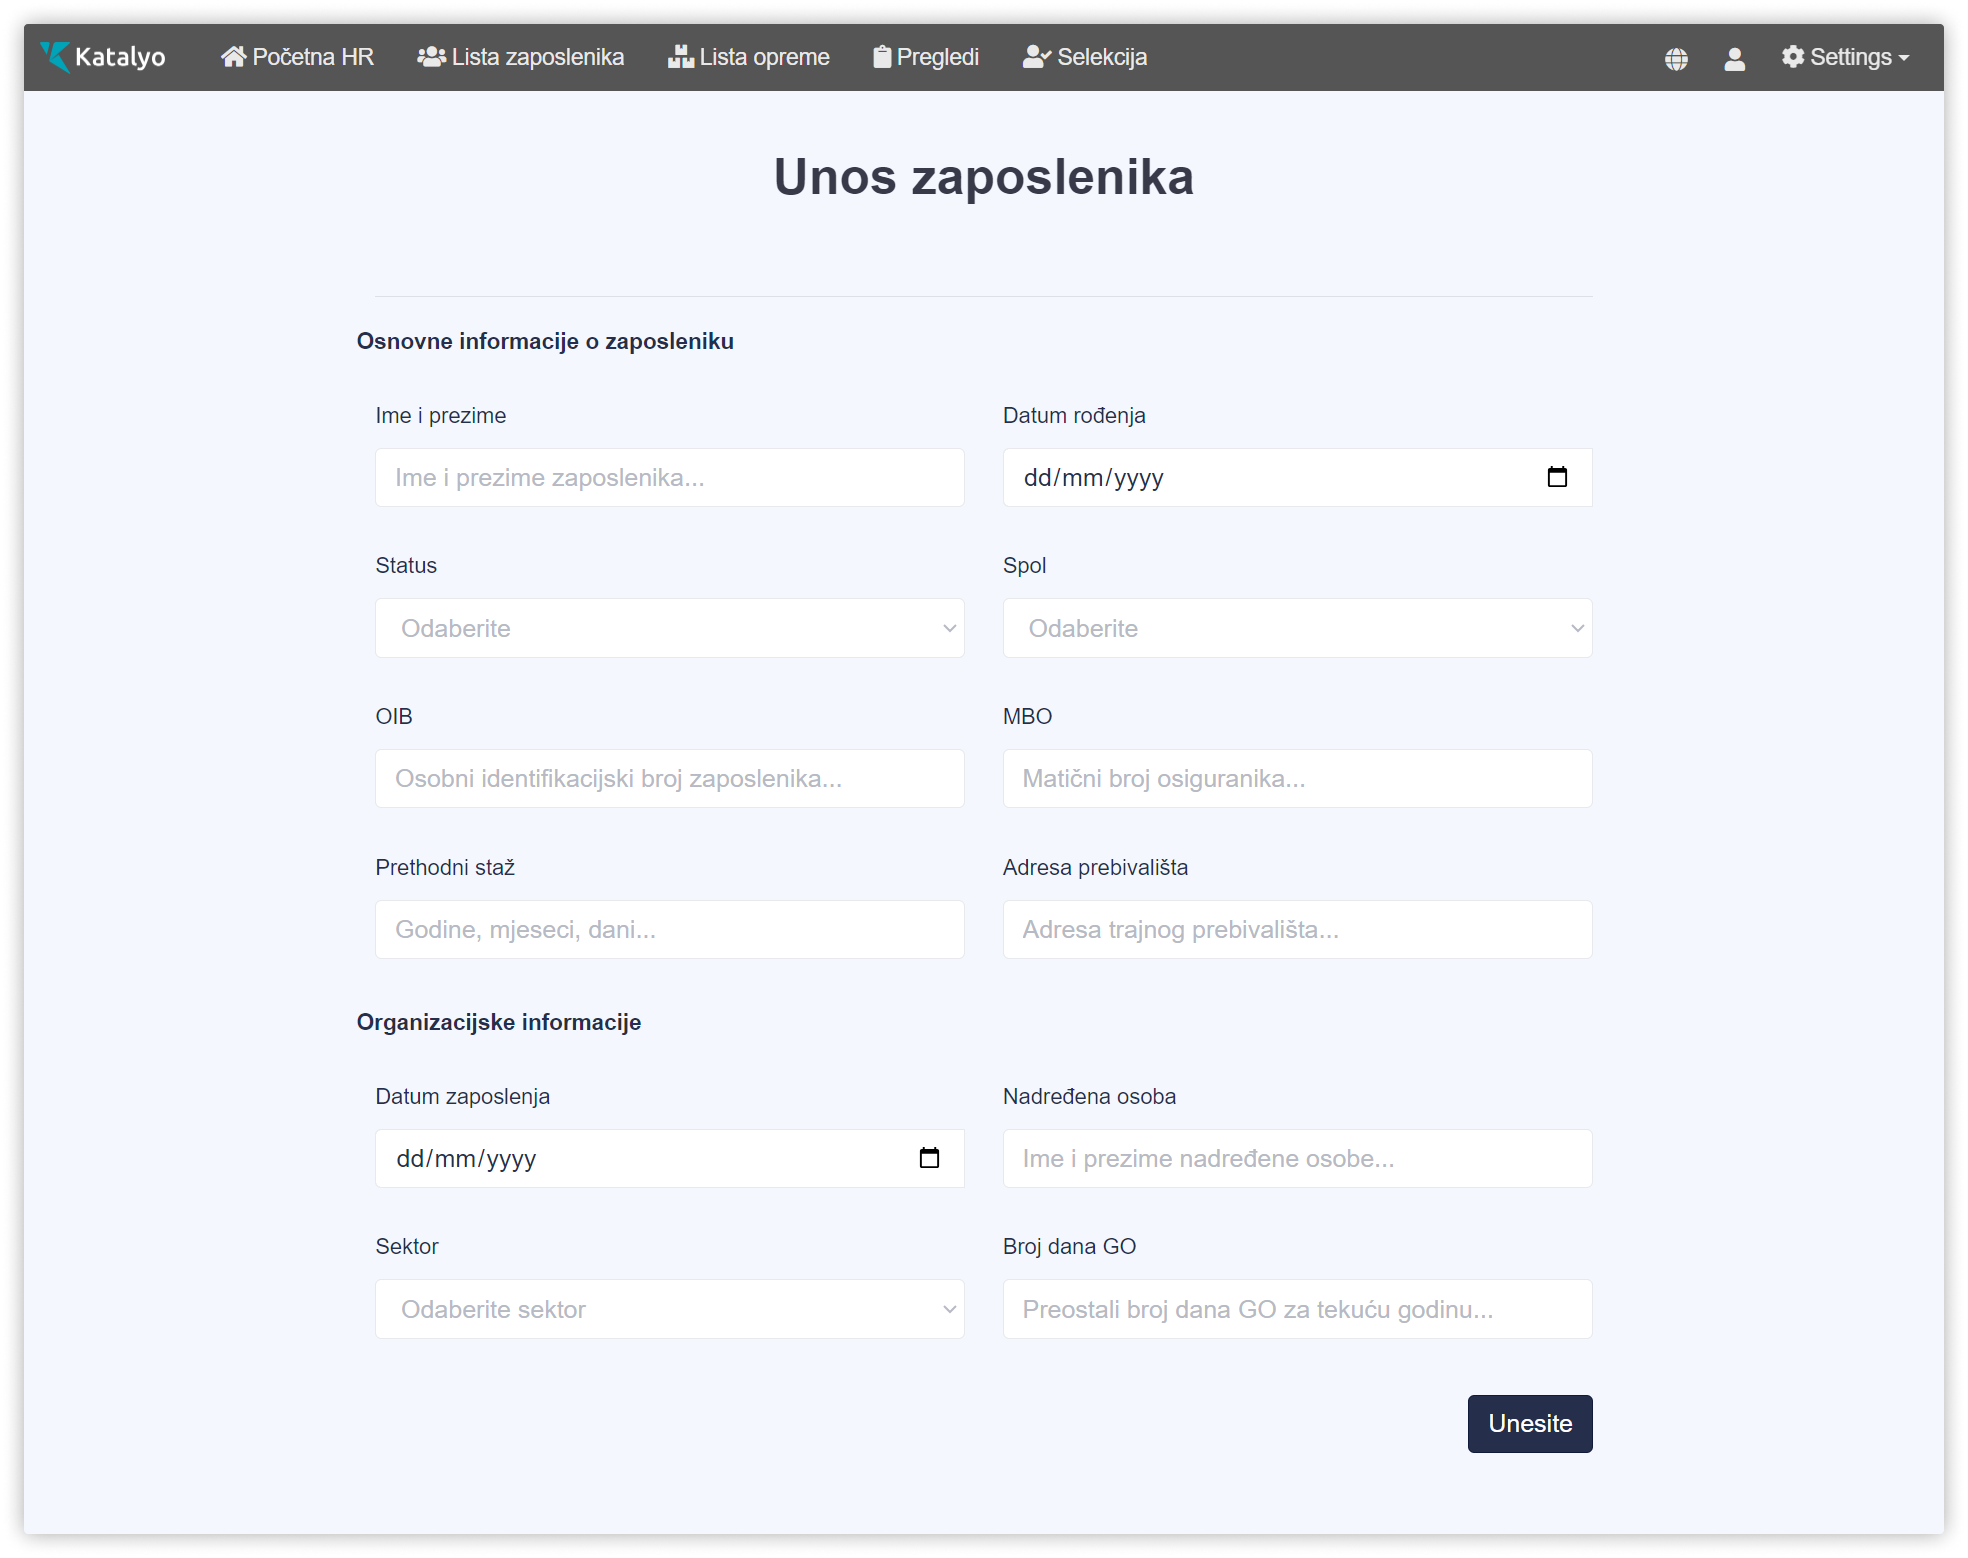 Katalyo Početna HR Lista zaposlenika Lista opreme Pregledi Selekcija Settings
Unos zaposlenika
Osnovne informacije o zaposleniku
Ime i prezime Datum rođenja
Ime i prezime zaposlenika... dd/mm/yyyy
Status Spol
Odaberite Odaberite
OIB MBO
Osobni identifikacijski broj zaposlenika... Matični broj osiguranika...
Prethodni staž Adresa prebivališta
Godine, mjeseci, dani... Adresa trajnog prebivališta...
Organizacijske informacije
Datum zaposlenja Nadređena osoba
dd/mm/yyyy Ime i prezime nadređene osobe...
Sektor Broj dana GO
Odaberite sektor Preostali broj dana GO za tekuću godinu...
Unesite